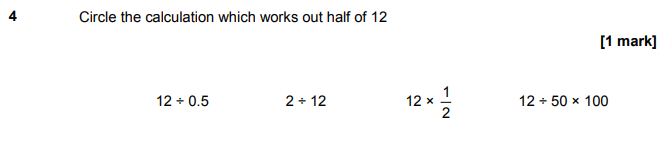 4 Circle the calculation which works out half of 12
[1 mark]
12 ÷ 0.5 2 ÷ 12 12 × 1/2 12 ÷ 50 × 100